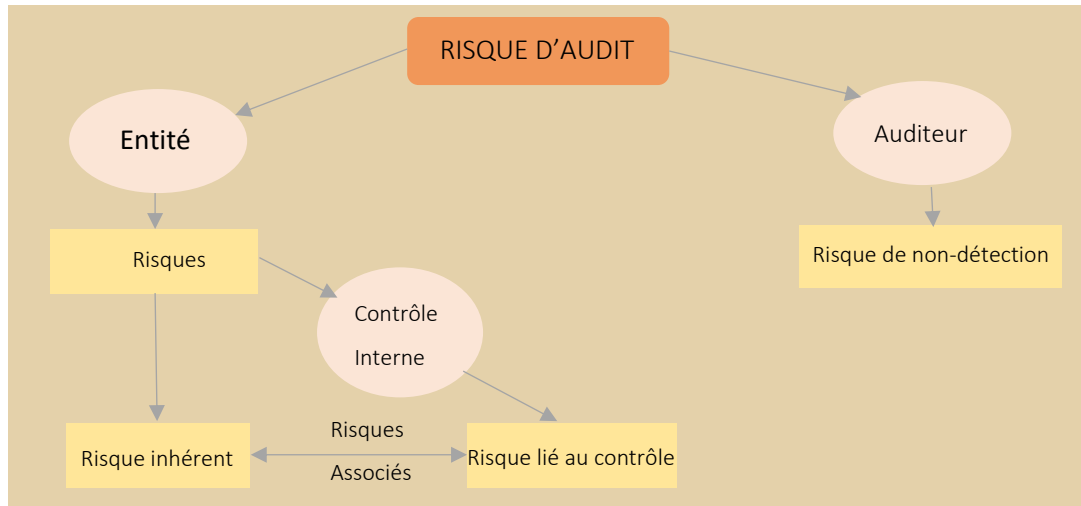 RISQUE D’AUDIT
Entité
Auditeur
Risques
Risque de non-détection
Contrôle
Interne
Risques
Associés
Risque inhérent
Risque lié au contrôle